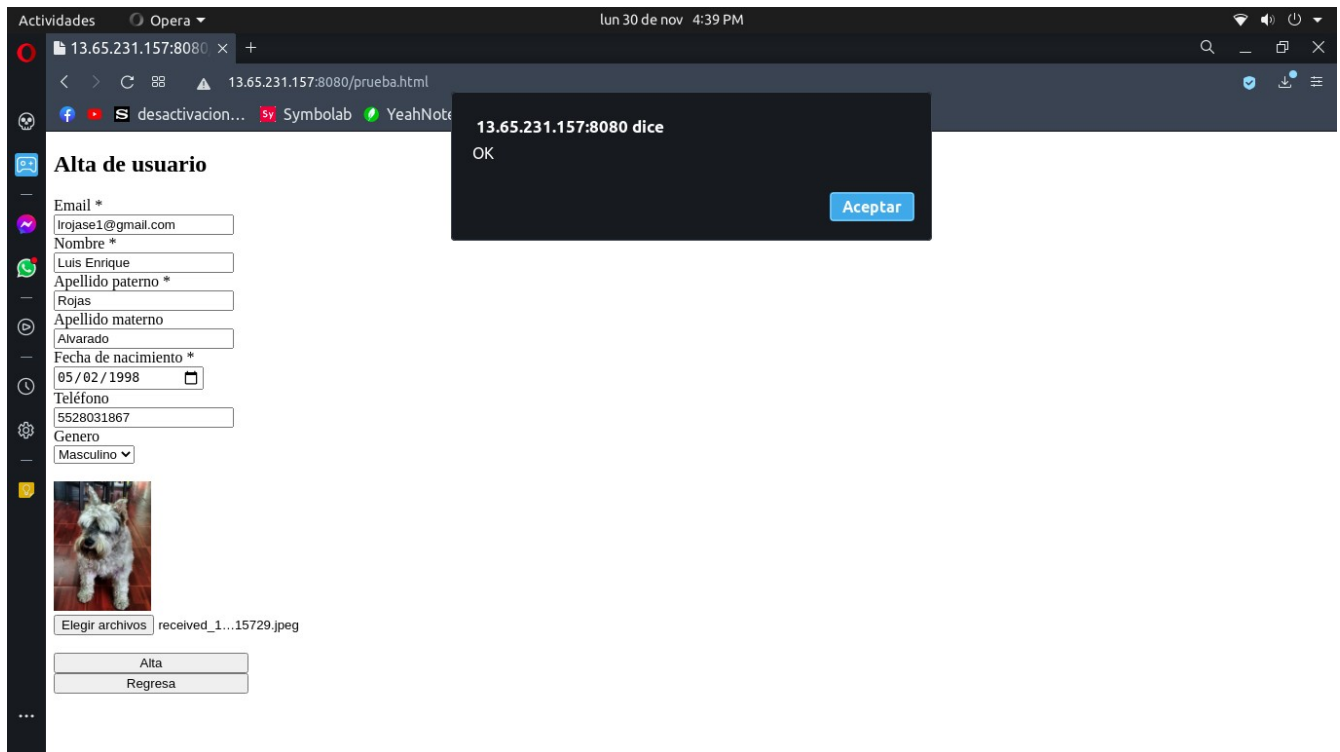 Actividades Opera lun 30 de nov 4:39 PM
13.65.231.157:8080
13.65.231.157:8080/prueba.html
desactivacion... Sy Symbolab YeahNote
13.65.231.157:8080 dice
OK
Aceptar
Alta de usuario
Email *
lrojase1@gmail.com
Nombre *
Luis Enrique
Apellido paterno *
Rojas
Apellido materno
Alvarado
Fecha de nacimiento *
05/02/1998
Teléfono
5528031867
Genero
Masculino
Elegir archivos received_1...15729.jpeg
Alta
Regresa